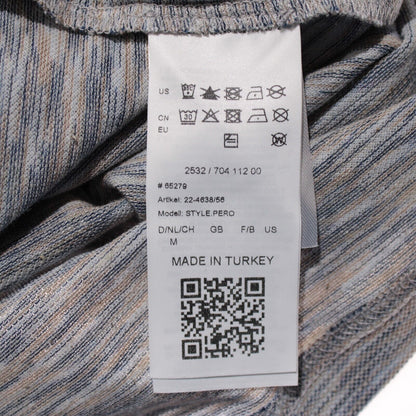 US
CN
EU
30
2532 / 704 112 00
# 65279
Artikel: 22-4638/56
Modell: STYLE.PERO
D/NL/CH GB F/B US
M
MADE IN TURKEY